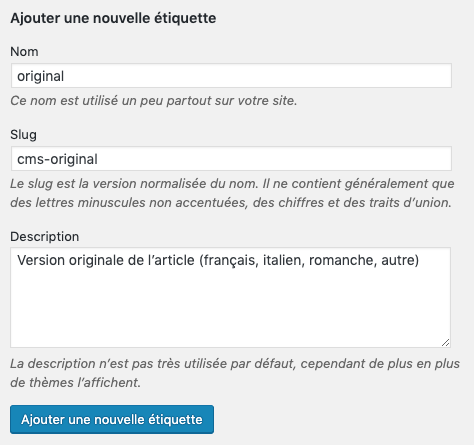 Ajouter une nouvelle étiquette
Nom
original
Ce nom est utilisé un peu partout sur votre site.
Slug
cms-original
Le slug est la version normalisée du nom. Il ne contient généralement que
des lettres minuscules non accentuées, des chiffres et des traits d’union.
Description
Version originale de l’article (français, italien, romanche, autre)
La description n’est pas très utilisée par défaut, cependant de plus en plus
de thèmes l’affichent.
Ajouter une nouvelle étiquette